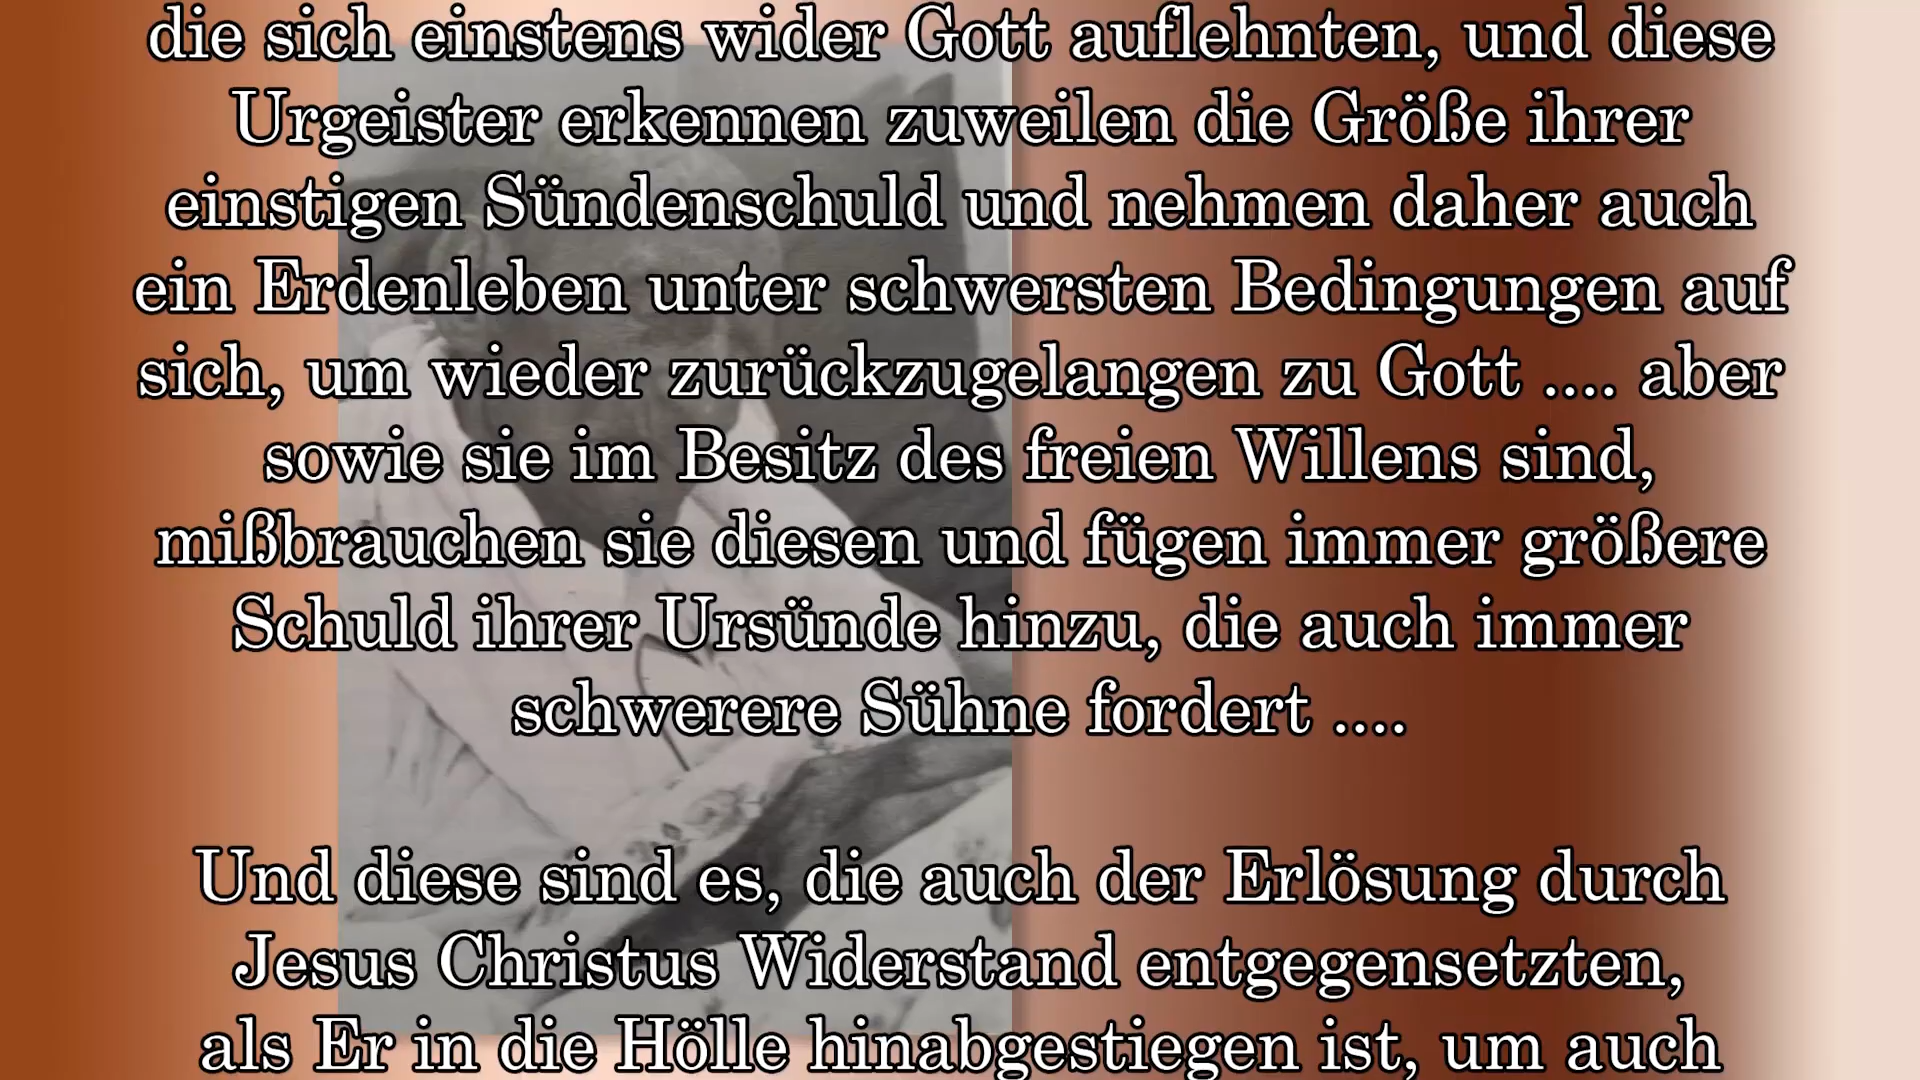 die sich einstens wider Gott auflehnten, und diese
Urgeister erkennen zuweilen die Größe ihrer
einstigen Sündenschuld und nehmen daher auch
ein Erdenleben unter schwersten Bedingungen auf
sich, um wieder zurückzugelangen zu Gott .... aber
sowie sie im Besitz des freien Willens sind,
mißbrauchen sie diesen und fügen immer größere
Schuld ihrer Ursünde hinzu, die auch immer
schwerere Sühne fordert ....
Und diese sind es, die auch der Erlösung durch
Jesus Christus Widerstand entgegensetzten,
als Er in die Hölle hinabgestiegen ist, um auch